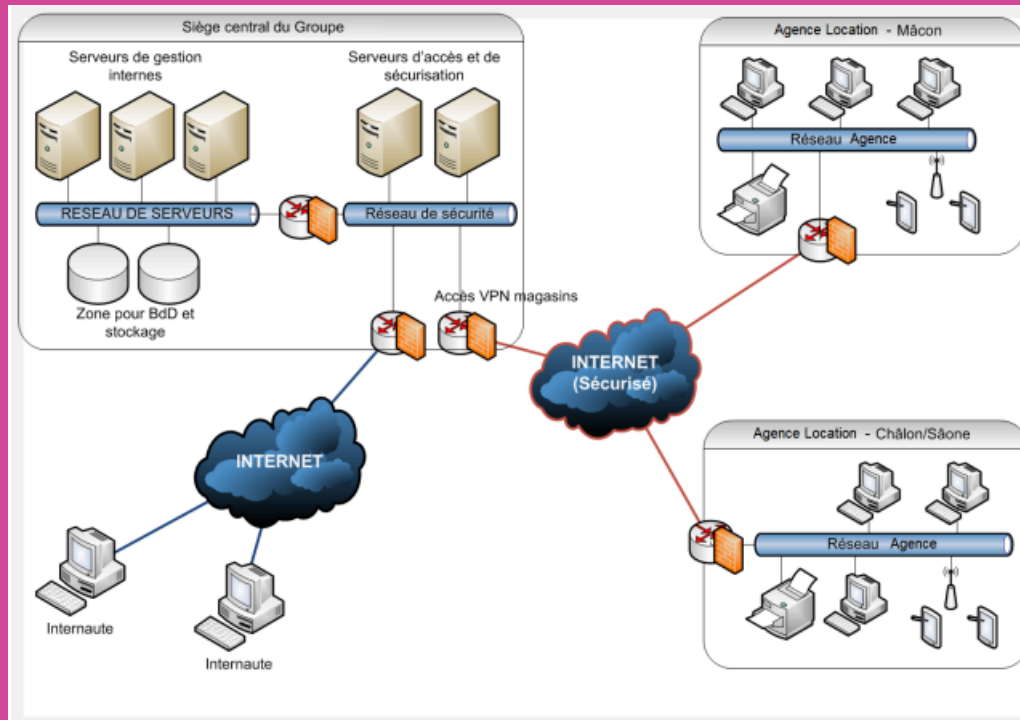 Siège central du Groupe
Serveurs de gestion
internes
Serveurs d'accès et de
sécurisation
RESEAU DE SERVEURS
Réseau de sécurité
Zone pour BdD et
stockage
Accès VPN magasins
INTERNET
Internaute
Internaute
INTERNET
(Sécurisé)
Agence Location - Mâcon
Réseau Agence
Agence Location - Châlon/Sâone
Réseau Agence